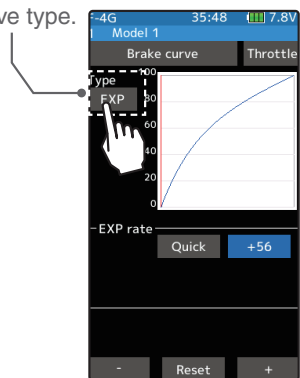 ve type.
-4G 35:48 7.8V
Model 1
Brake curve Throttle
Type
EXP
100
80
60
40
20
0
EXP rate
Quick +56
- Reset +